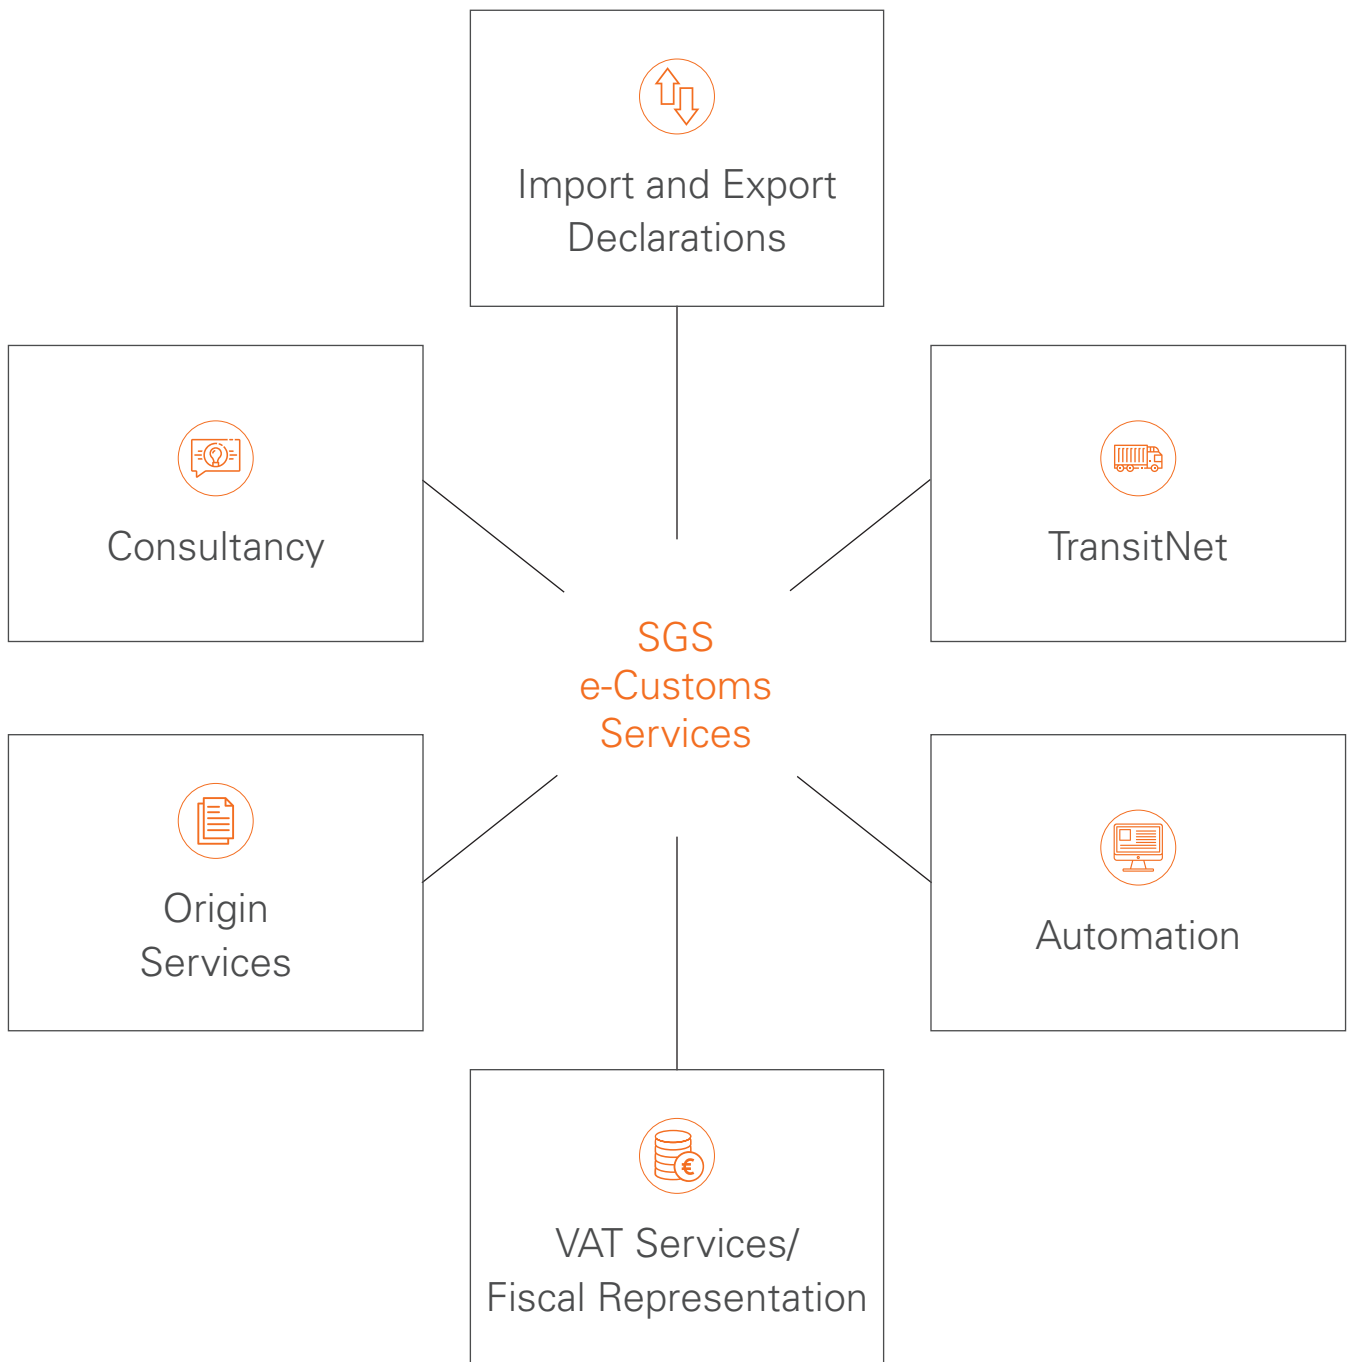 Import and Export
Declarations
Consultancy
TransitNet
SGS
e-Customs
Services
Origin
Services
Automation
€
VAT Services/
Fiscal Representation